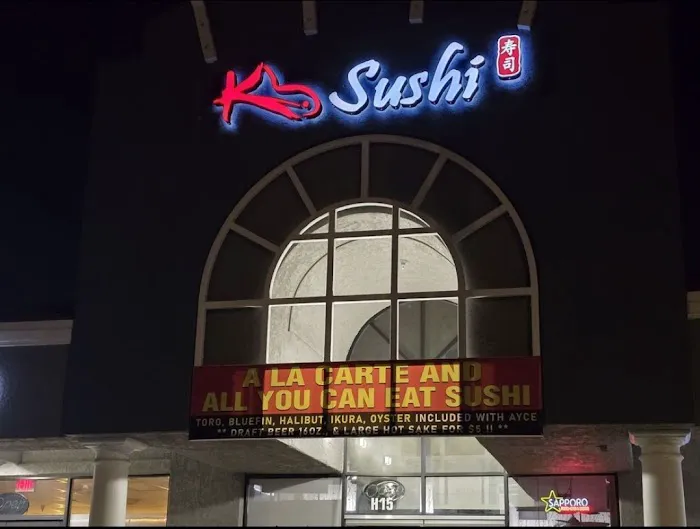 KJ Sushi
寿司
A LA CARTE AND
ALL YOU CAN EAT SUSHI
TORO, BLUEFIN, HALIBUT, IKURA, OYSTER INCLUDED WITH AYCE
** DRAFT BEER 16OZ. & LARGE HOT SAKE FOR $5 !! **
H15
SAPPORO